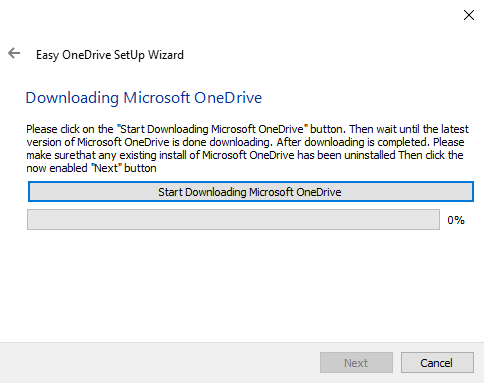 Easy OneDrive SetUp Wizard
Downloading Microsoft OneDrive
Please click on the "Start Downloading Microsoft OneDrive" button. Then wait until the latest
version of Microsoft OneDrive is done downloading. After downloading is completed. Please
make surethat any existing install of Microsoft OneDrive has been uninstalled Then click the
now enabled "Next" button
Start Downloading Microsoft OneDrive
0%
Next
Cancel